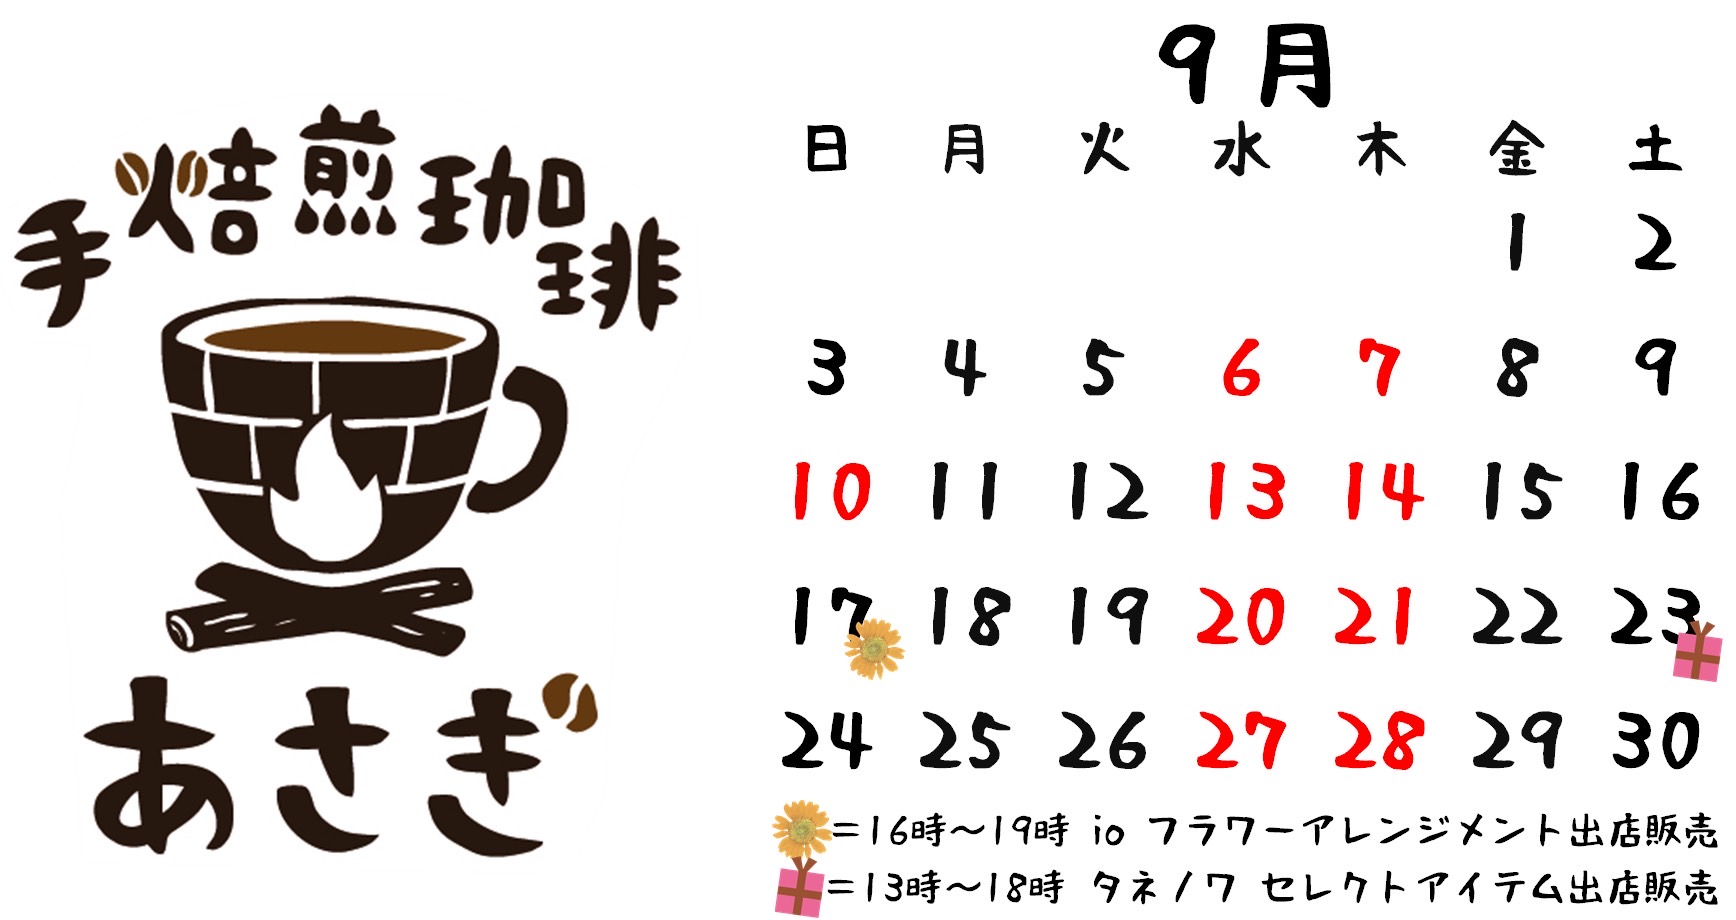 手焙煎珈琲
あさぎ
9月
日 月 火 水 木 金 土
1 2
3 4 5 6 7 8 9
10 11 12 13 14 15 16
17 18 19 20 21 22 23
24 25 26 27 28 29 30
=16時〜19時 io フラワーアレンジメント出店販売
=13時〜18時 タネノワ セレクトアイテム出店販売